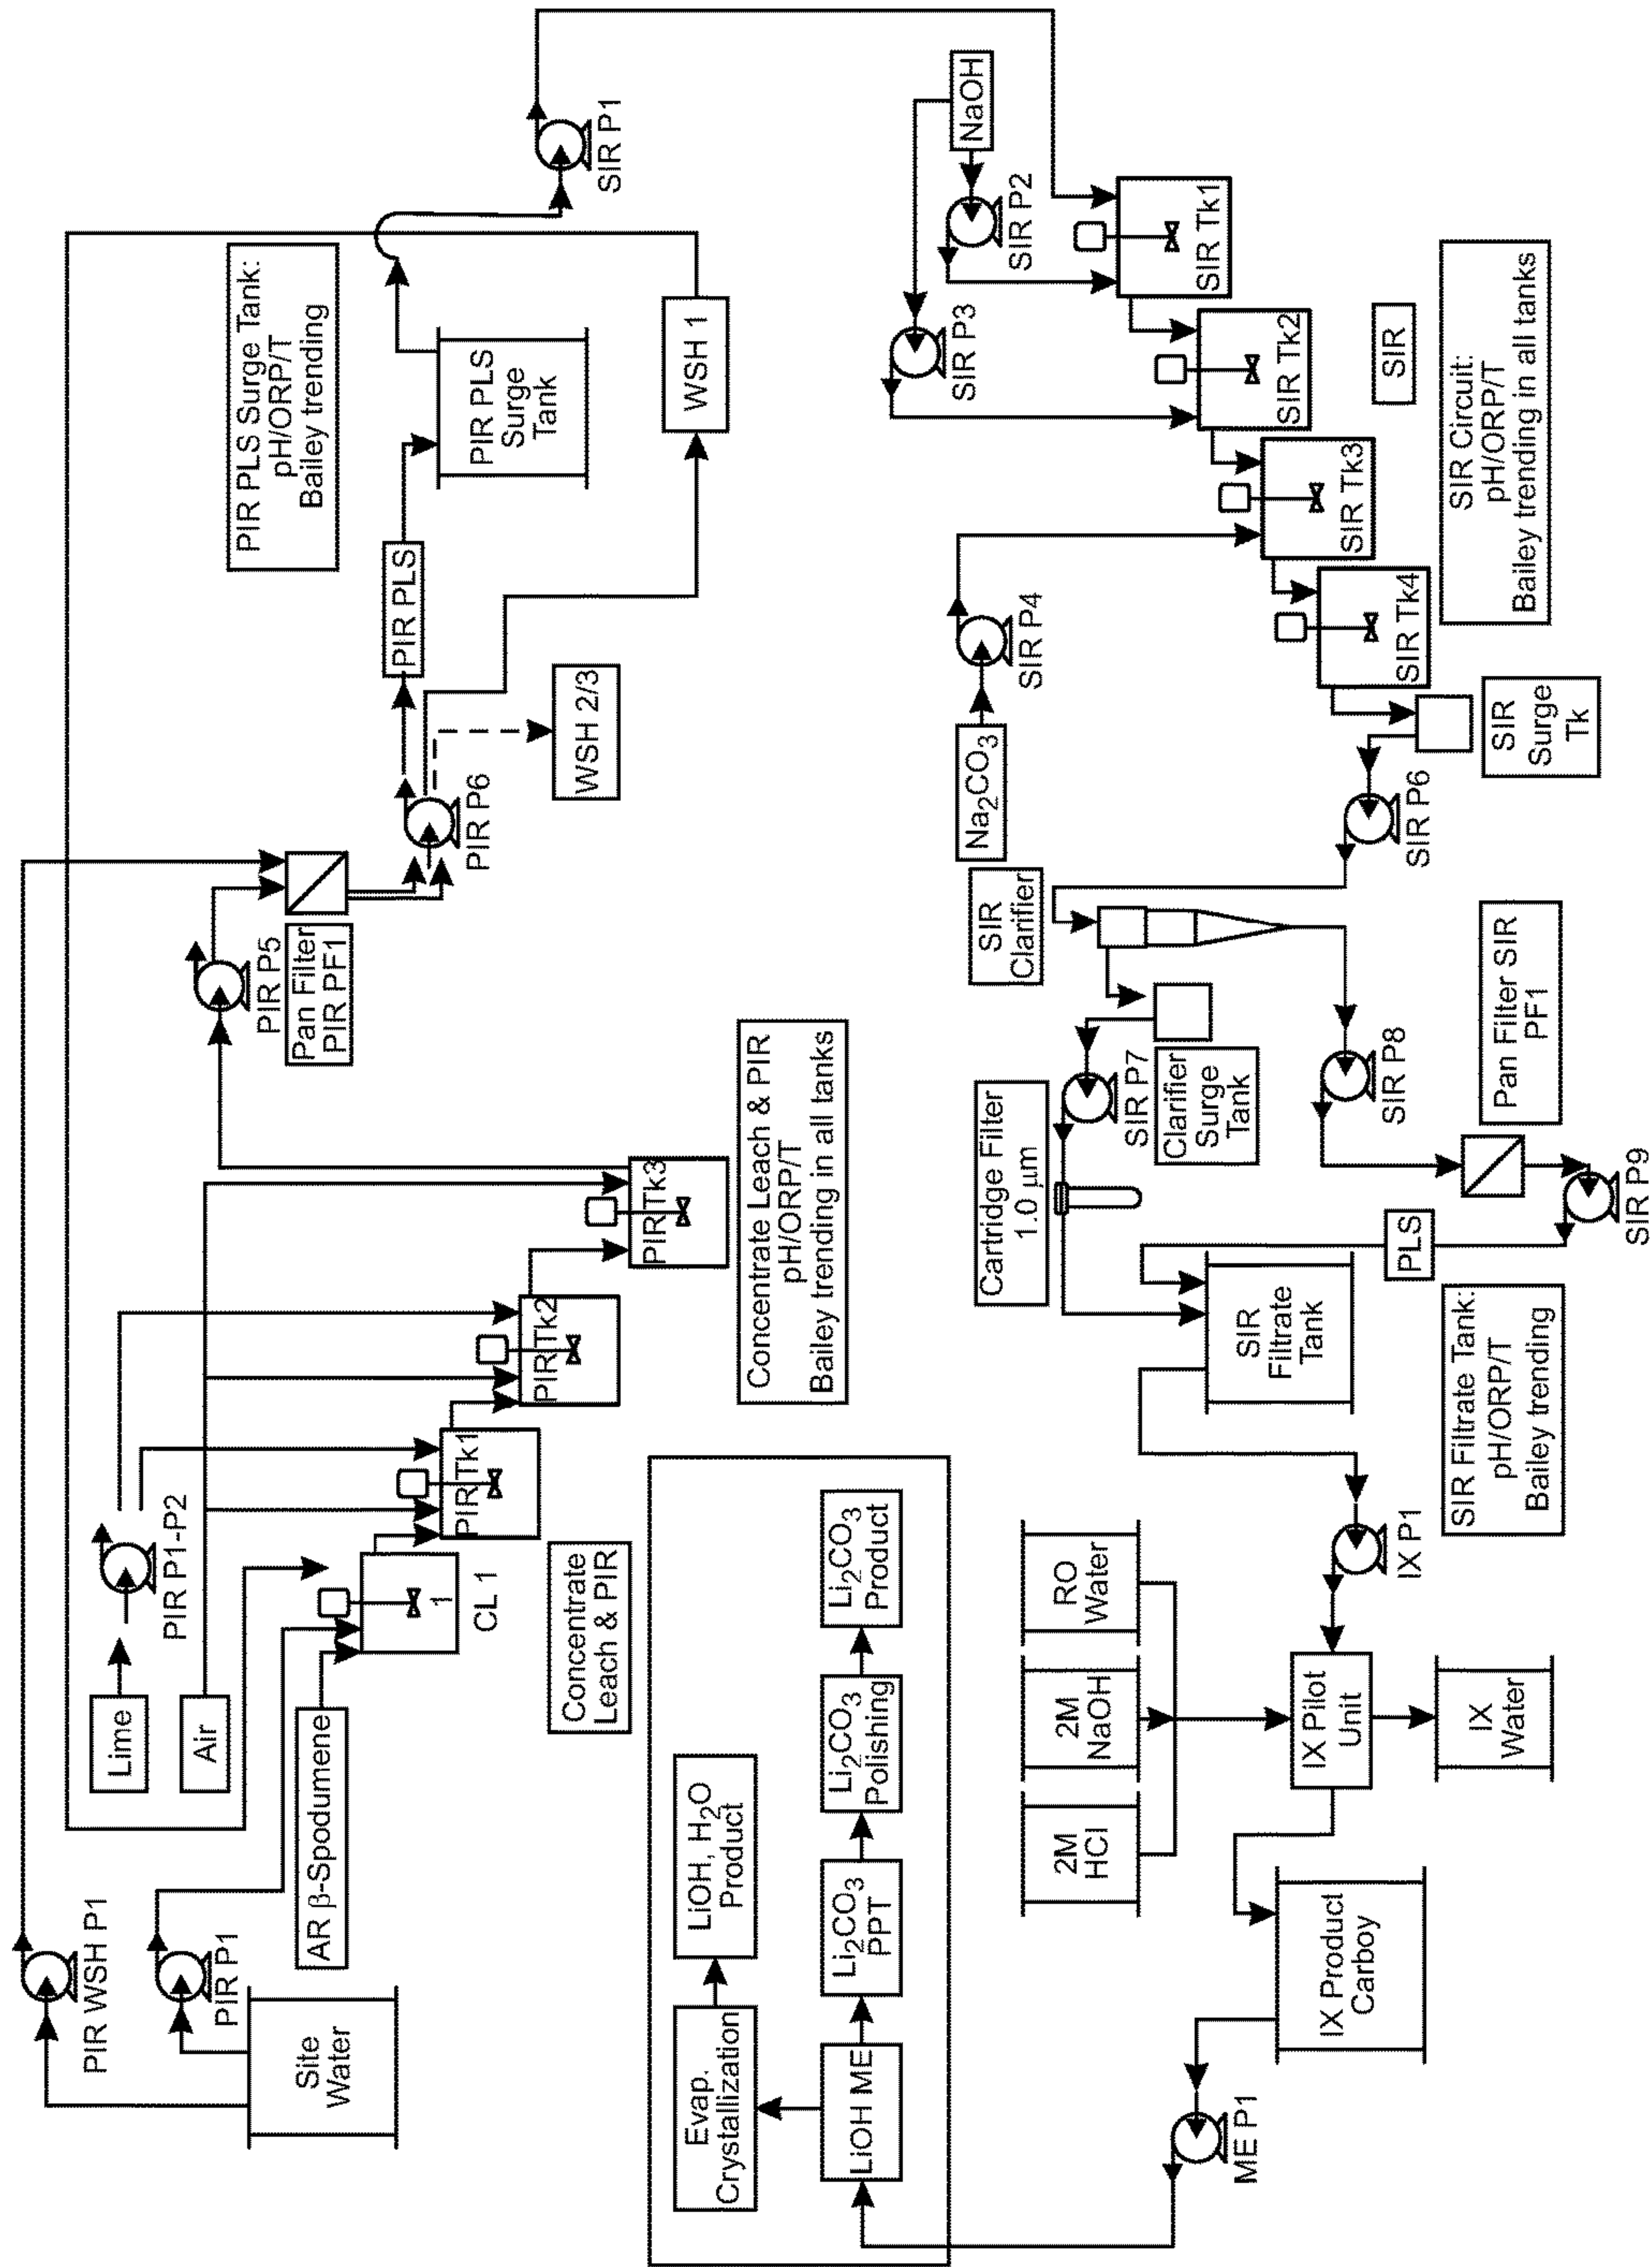 PIR WSH P1
Site
Water
PIR P1
Lime
PIR P1-P2
Air
AR β-Spodumene
1
CL 1
PIR Tk1
PIR Tk2
PIR Tk3
Concentrate
Leach & PIR
Concentrate Leach & PIR
pH/ORP/T
Bailey trending in all tanks
PIR P5
Pan Filter
PIR PF1
PIR P6
WSH 2/3
PIR PLS
PIR PLS
Surge
Tank
WSH 1
PIR PLS Surge Tank:
pH/ORP/T
Bailey trending
SIR P1
NaOH
SIR P2
SIR P3
SIR Tk1
SIR Tk2
SIR Tk3
SIR Tk4
SIR
SIR Circuit:
pH/ORP/T
Bailey trending in all tanks
Na2CO3
SIR P4
SIR
Surge
Tk
SIR P6
SIR
Clarifier
Clarifier
Surge
Tank
SIR P7
Cartridge Filter
1.0 μm
SIR P8
Pan Filter SIR
PF1
SIR P9
PLS
SIR
Filtrate
Tank
SIR Filtrate Tank:
pH/ORP/T
Bailey trending
IX P1
RO
Water
2M
NaOH
2M
HCl
IX Pilot
Unit
IX
Water
IX Product
Carboy
ME P1
LiOH ME
Evap.
Crystallization
LiOH, H2O
Product
Li2CO3
PPT
Li2CO3
Polishing
Li2CO3
Product